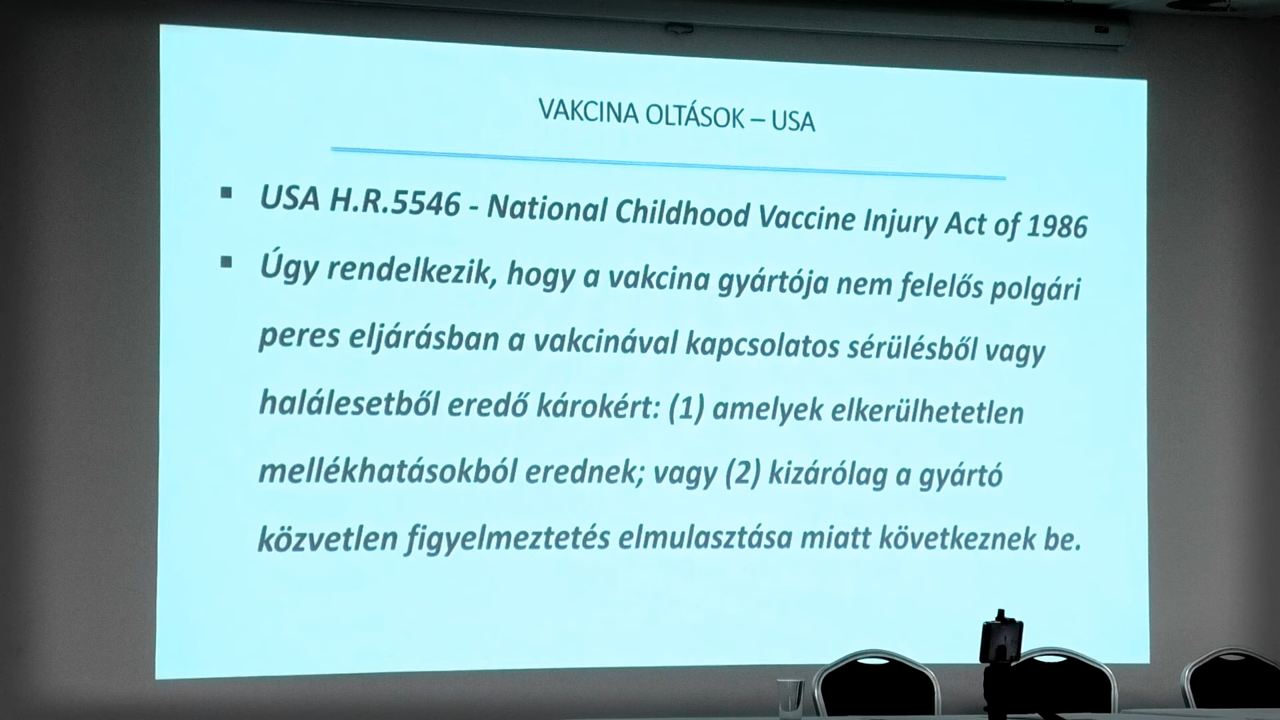 VAKCINA OLTÁSOK – USA
▪ USA H.R.5546 - National Childhood Vaccine Injury Act of 1986
▪ Úgy rendelkezik, hogy a vakcina gyártója nem felelős polgári
peres eljárásban a vakcinával kapcsolatos sérülésből vagy
halálesetből eredő károkért: (1) amelyek elkerülhetetlen
mellékhatásokból erednek; vagy (2) kizárólag a gyártó
közvetlen figyelmeztetés elmulasztása miatt következnek be.